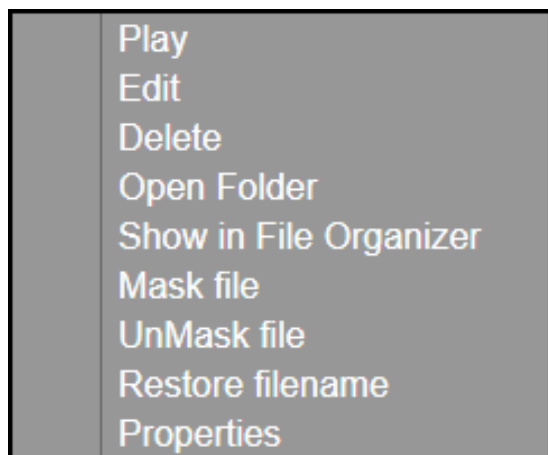 Play
Edit
Delete
Open Folder
Show in File Organizer
Mask file
UnMask file
Restore filename
Properties